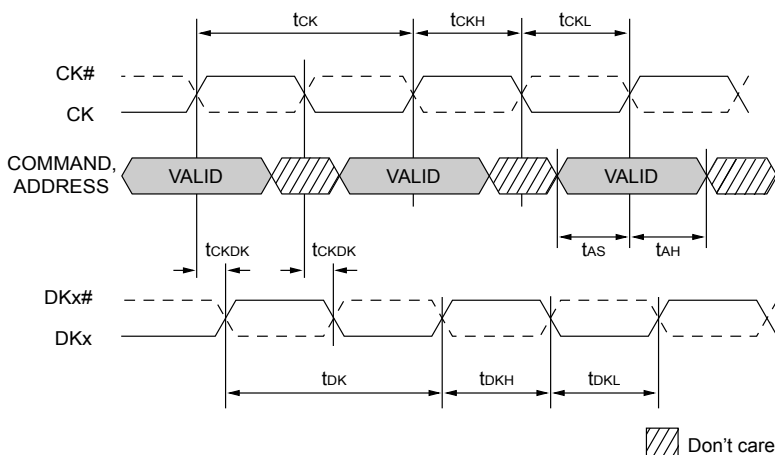 tCK tCKH tCKL
CK#
CK
COMMAND,
ADDRESS
VALID VALID VALID
tCKDK tCKDK tAS tAH
DKx#
DKx
tDK tDKH tDKL
Don't care